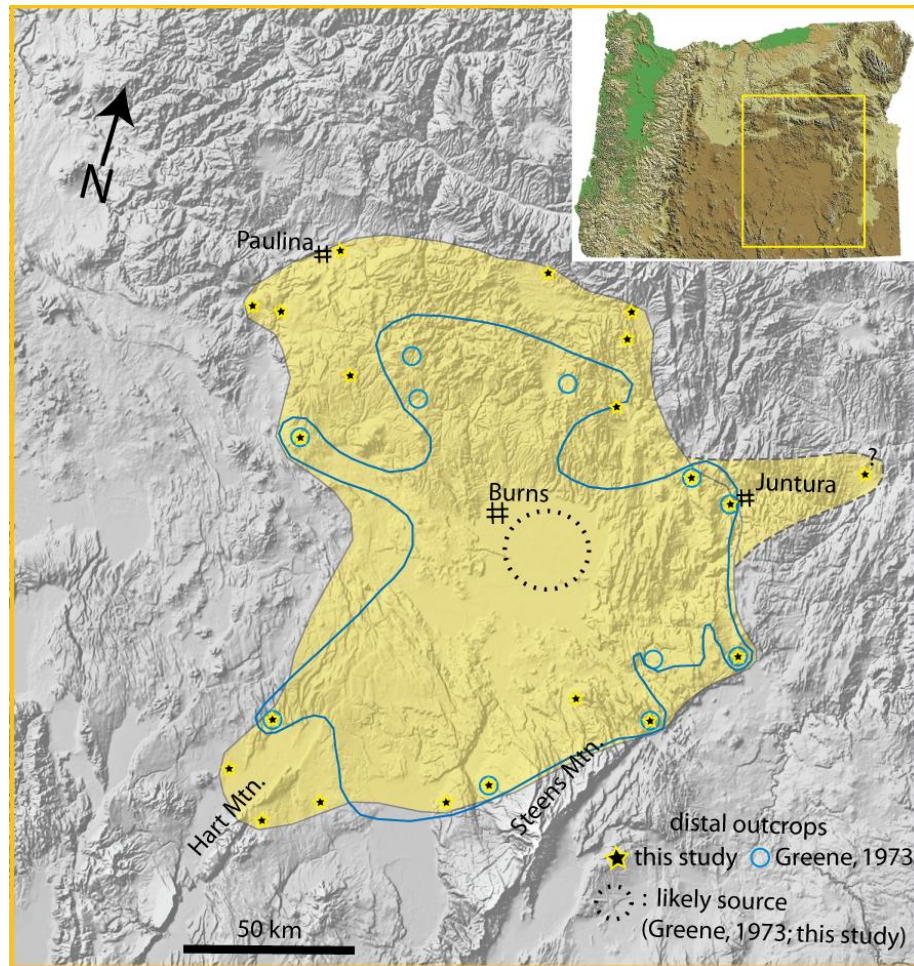 N
Paulina
?
Juntura
Burns
Hart Mtn.
Steens Mtn.
distal outcrops
this study Greene, 1973
: likely source
(Greene, 1973; this study)
50 km